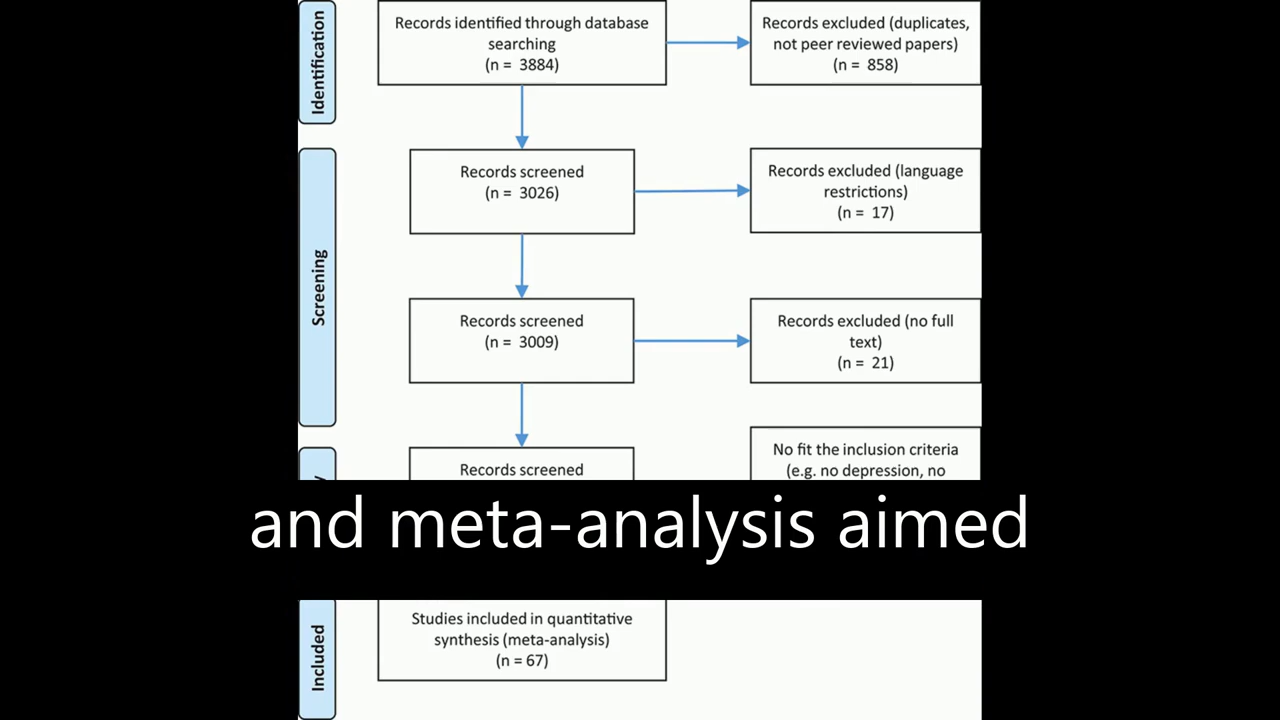 Identification
Records identified through database
searching
(n = 3884)
Records excluded (duplicates,
not peer reviewed papers)
(n = 858)
Screening
Records screened
(n = 3026)
Records excluded (language
restrictions)
(n = 17)
Records screened
(n = 3009)
Records excluded (no full
text)
(n = 21)
Records screened
No fit the inclusion criteria
(e.g. no depression, no
and meta-analysis aimed
Included
Studies included in quantitative
synthesis (meta-analysis)
(n = 67)